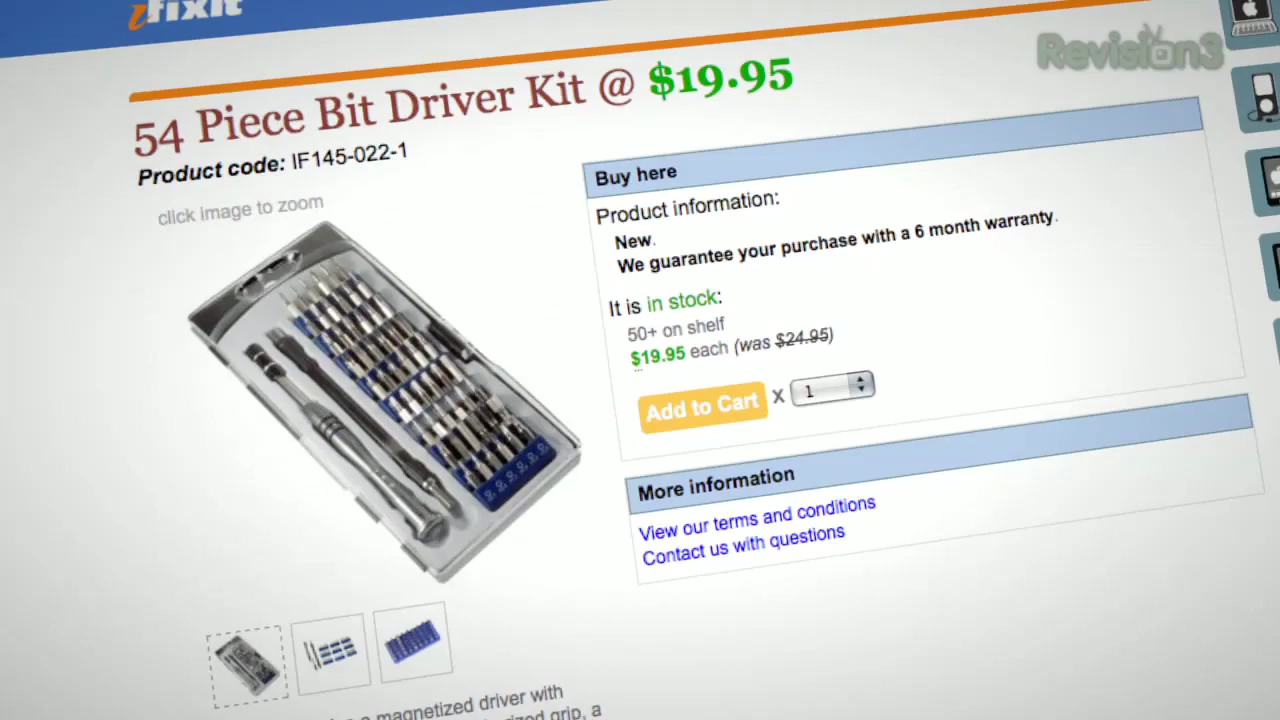 iFixit
Revision3
54 Piece Bit Driver Kit @ $19.95
Product code: IF145-022-1
click image to zoom
Buy here
Product information:
New.
We guarantee your purchase with a 6 month warranty.
It is in stock:
50+ on shelf
$19.95 each (was $24.95)
Add to Cart x 1
More information
View our terms and conditions
Contact us with questions
a magnetized driver with
grip, a